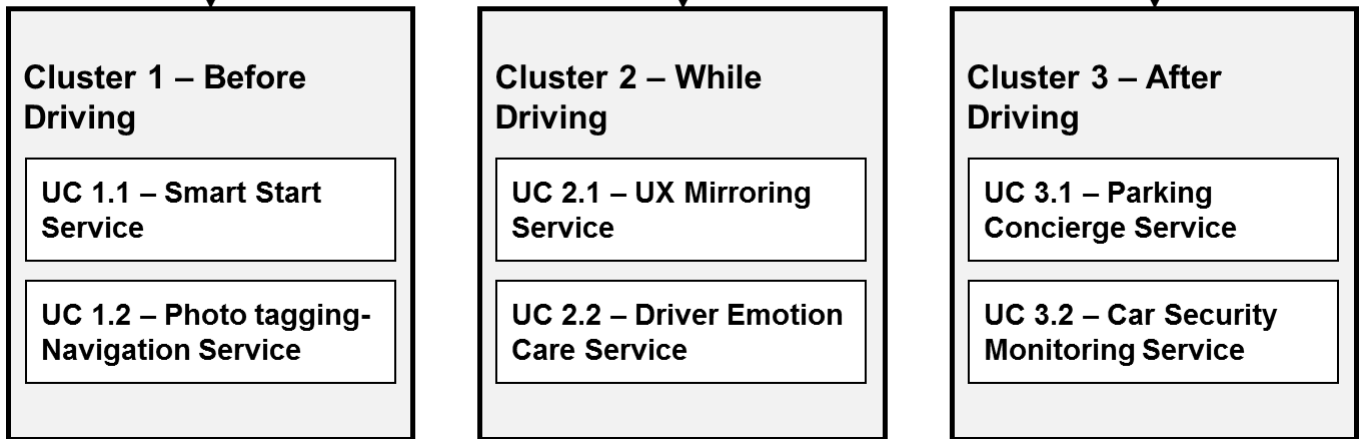 Cluster 1 – Before
Driving
UC 1.1 – Smart Start
Service
UC 1.2 – Photo tagging-
Navigation Service
Cluster 2 – While
Driving
UC 2.1 – UX Mirroring
Service
UC 2.2 – Driver Emotion
Care Service
Cluster 3 – After
Driving
UC 3.1 – Parking
Concierge Service
UC 3.2 – Car Security
Monitoring Service